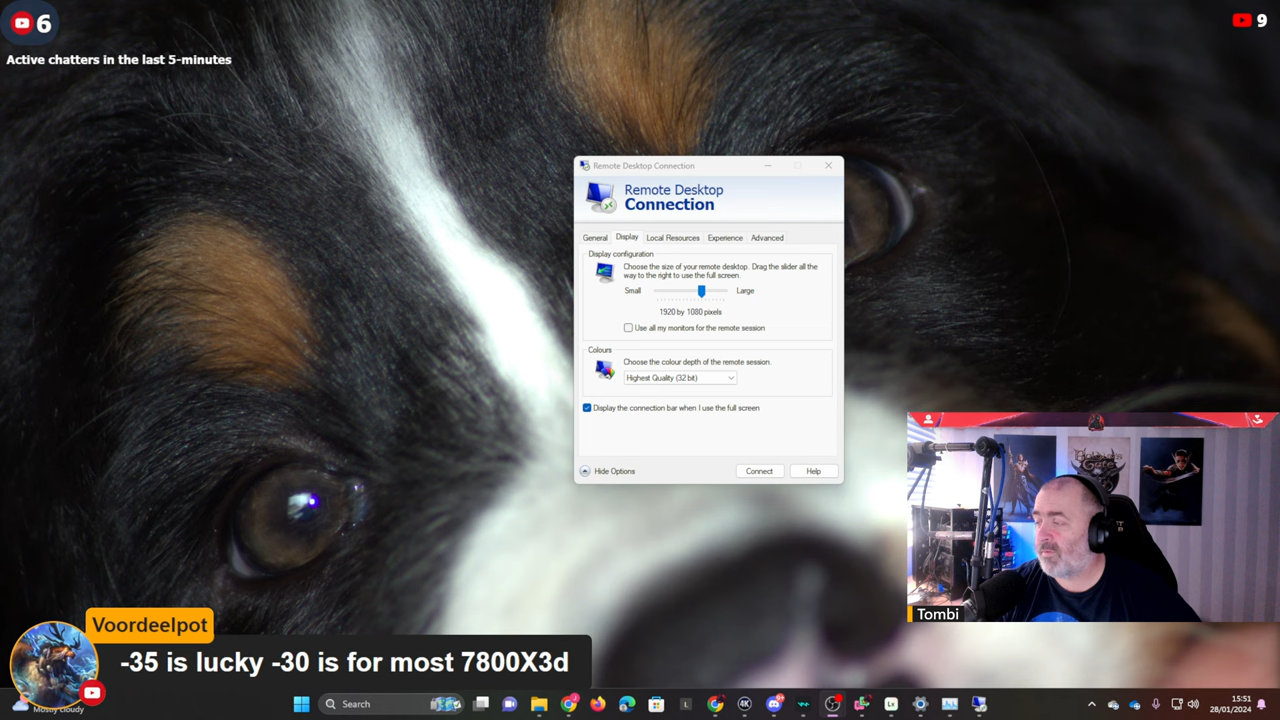 6
9
Active chatters in the last 5-minutes
Remote Desktop Connection
Remote Desktop
Connection
General Display Local Resources Experience Advanced
Display configuration
Choose the size of your remote desktop. Drag the slider all the
way to the right to use the full screen.
Small Large
1920 by 1080 pixels
Use all my monitors for the remote session
Colours
Choose the colour depth of the remote session.
Highest Quality (32 bit)
Display the connection bar when I use the full screen
Hide Options Connect Help
Tombi
Voordeelpot
-35 is lucky -30 is for most 7800X3d
Mostly cloudy
Search
4K
Lv
15:51
28/01/2024